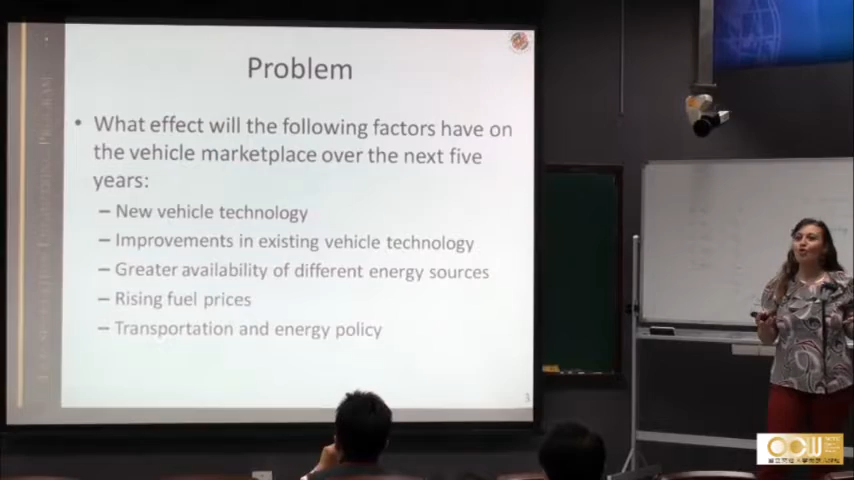 Problem
• What effect will the following factors have on
the vehicle marketplace over the next five
years:
– New vehicle technology
– Improvements in existing vehicle technology
– Greater availability of different energy sources
– Rising fuel prices
– Transportation and energy policy
3
OCW